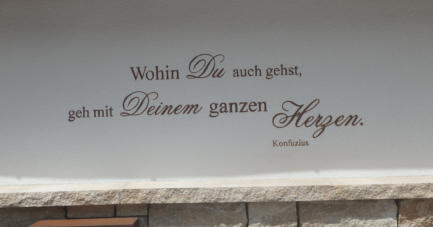 Wohin Du auch gehst,
geh mit Deinem ganzen Herzen.
Konfuzius